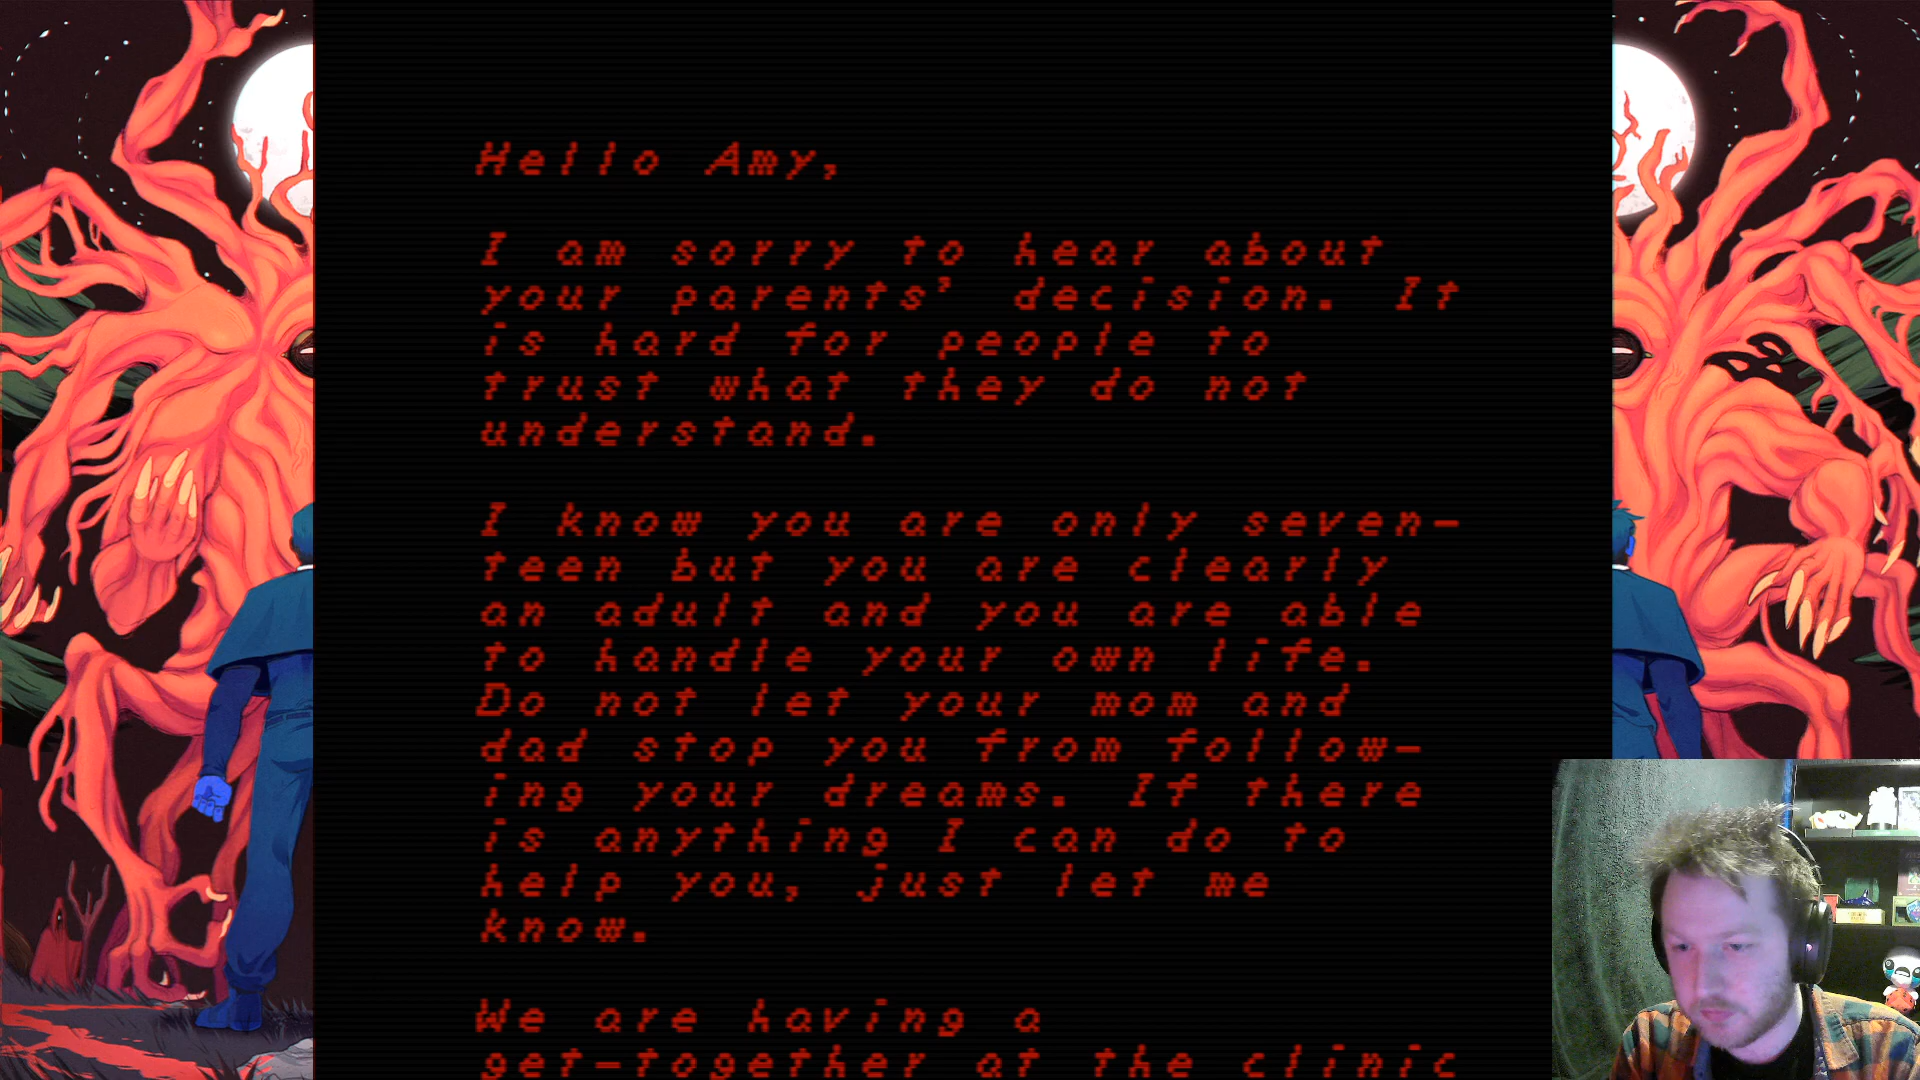 Hello Amy,
I am sorry to hear about
your parents' decision. It
is hard for people to
trust what they do not
understand.
I know you are only seven-
teen but you are clearly
an adult and you are able
to handle your own life.
Do not let your mom and
dad stop you from follow-
ing your dreams. If there
is anything I can do to
help you, just let me
know.
We are having a
get-together at the clinic